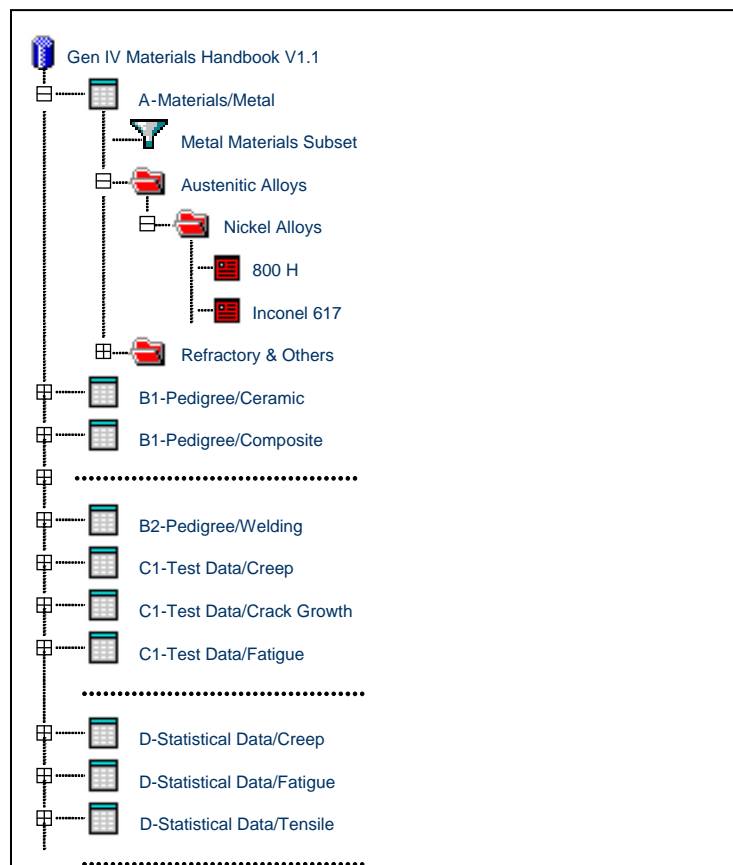 Gen IV Materials Handbook V1.1
A-Materials/Metal
Metal Materials Subset
Austenitic Alloys
Nickel Alloys
800 H
Inconel 617
Refractory & Others
B1-Pedigree/Ceramic
B1-Pedigree/Composite
B2-Pedigree/Welding
C1-Test Data/Creep
C1-Test Data/Crack Growth
C1-Test Data/Fatigue
D-Statistical Data/Creep
D-Statistical Data/Fatigue
D-Statistical Data/Tensile